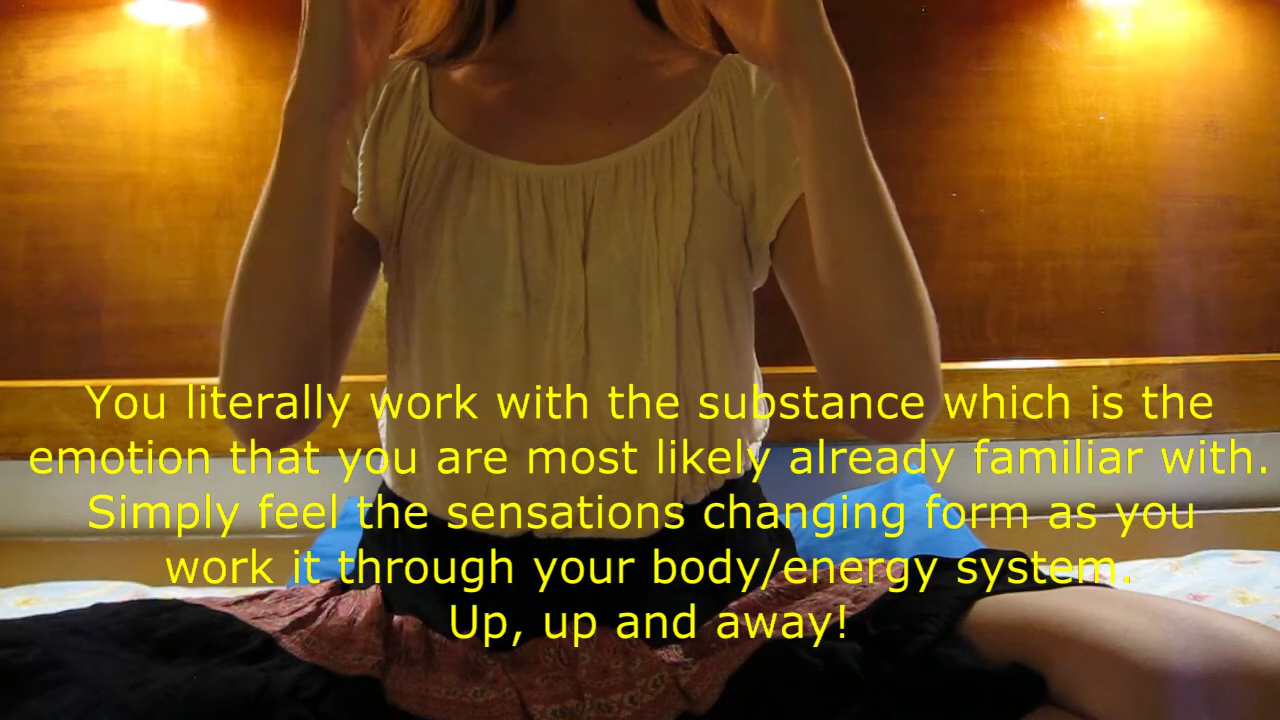 You literally work with the substance which is the
emotion that you are most likely already familiar with.
Simply feel the sensations changing form as you
work it through your body/energy system.
Up, up and away!